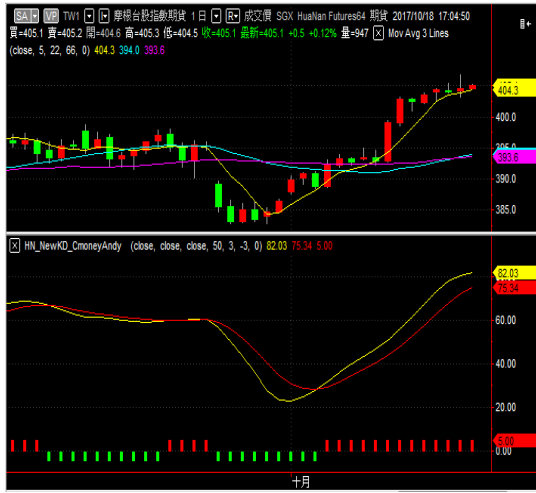 SA VP TW1 I 摩根台股指數期貨 1日 R 成交價 SGX HuaNan Futures64 期貨 2017/10/18 17:04:50
買=405.1 賣=405.2 開=404.6 高=405.3 低=404.5 收=405.1 最新=405.1 +0.5 +0.12% 量=947 X Mov Avg 3 Lines
(close, 5, 22, 66, 0) 404.3 394.0 393.6
404.3
400.0
393.6
390.0
385.0
X HN_NewKD_CmoneyAndy (close, close, close, 50, 3, -3, 0) 82.03 75.34 5.00
82.03
75.34
60.00
40.00
20.00
5.00
0.00
十月